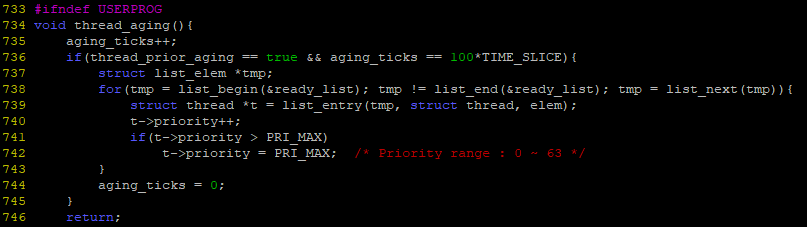 733 #ifndef USERPROG
734 void thread_aging(){
735     aging_ticks++;
736     if(thread_prior_aging == true && aging_ticks == 100*TIME_SLICE){
737         struct list_elem *tmp;
738         for(tmp = list_begin(&ready_list); tmp != list_end(&ready_list); tmp = list_next(tmp)){
739             struct thread *t = list_entry(tmp, struct thread, elem);
740             t->priority++;
741             if(t->priority > PRI_MAX)
742                 t->priority = PRI_MAX;  /* Priority range : 0 ~ 63 */
743         }
744         aging_ticks = 0;
745     }
746     return;